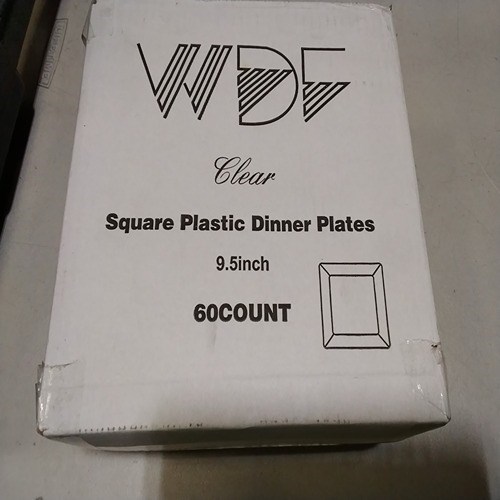 WDF
Clear
Square Plastic Dinner Plates
9.5inch
60COUNT